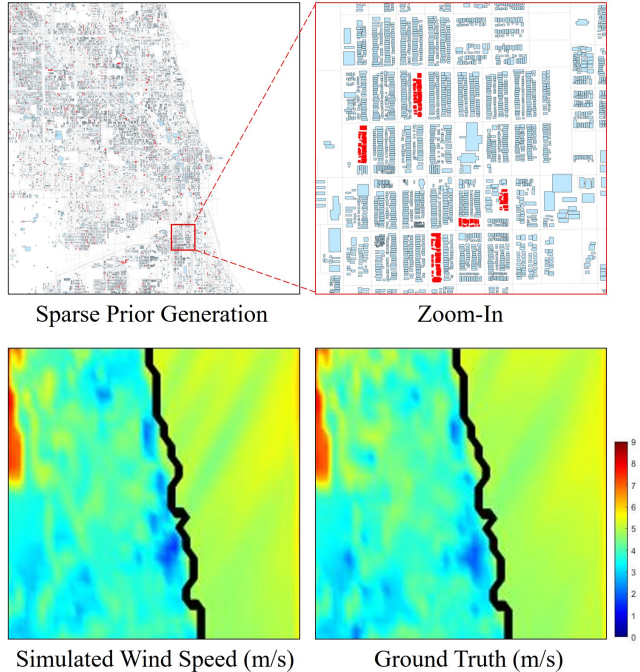 Sparse Prior Generation
Zoom-In
9
8
7
6
5
4
3
2
1
0
Simulated Wind Speed (m/s)
Ground Truth (m/s)